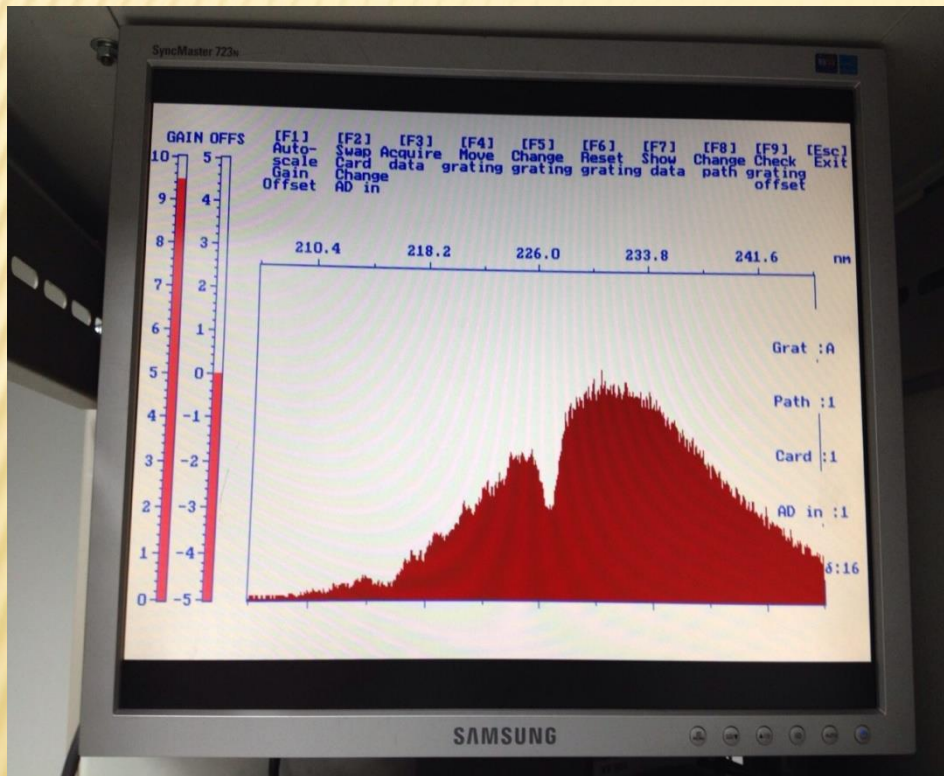 SyncMaster 723N
GAIN OFFS
[F1] Auto-scale Gain Offset
[F2] Swap Card Change AD in
[F3] Acquire data
[F4] Move grating
[F5] Change grating
[F6] Reset grating
[F7] Show data
[F8] Change path
[F9] Check grating offset
[Esc] Exit
10
9
8
7
6
5
4
3
2
1
0
5
4
3
2
1
0
-1
-2
-3
-4
-5
210.4 218.2 226.0 233.8 241.6 nm
Grat :A
Path :1
Card :1
AD in :1
δ:16
SAMSUNG